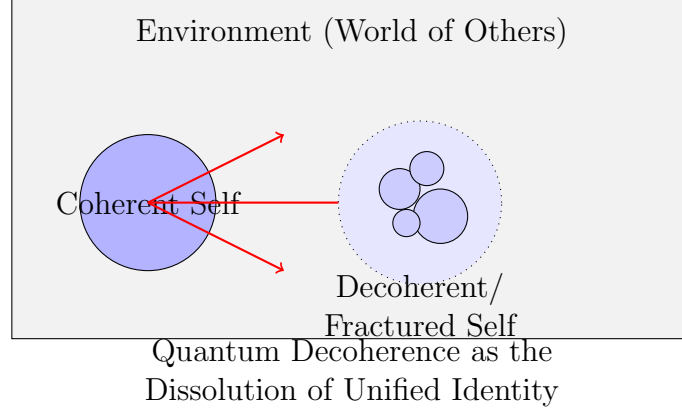 Environment (World of Others)
Coherent Self
Decoherent/
Fractured Self
Quantum Decoherence as the
Dissolution of Unified Identity